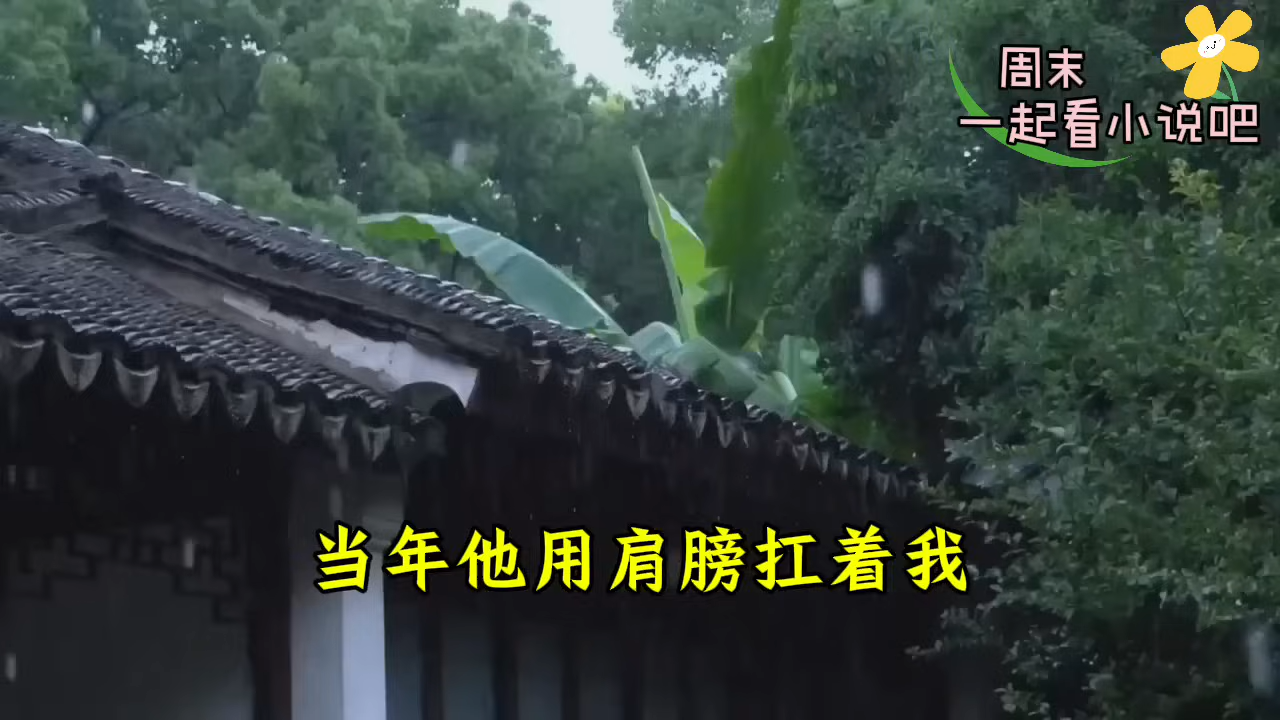 周末
一起看小说吧
当年他用肩膀扛着我